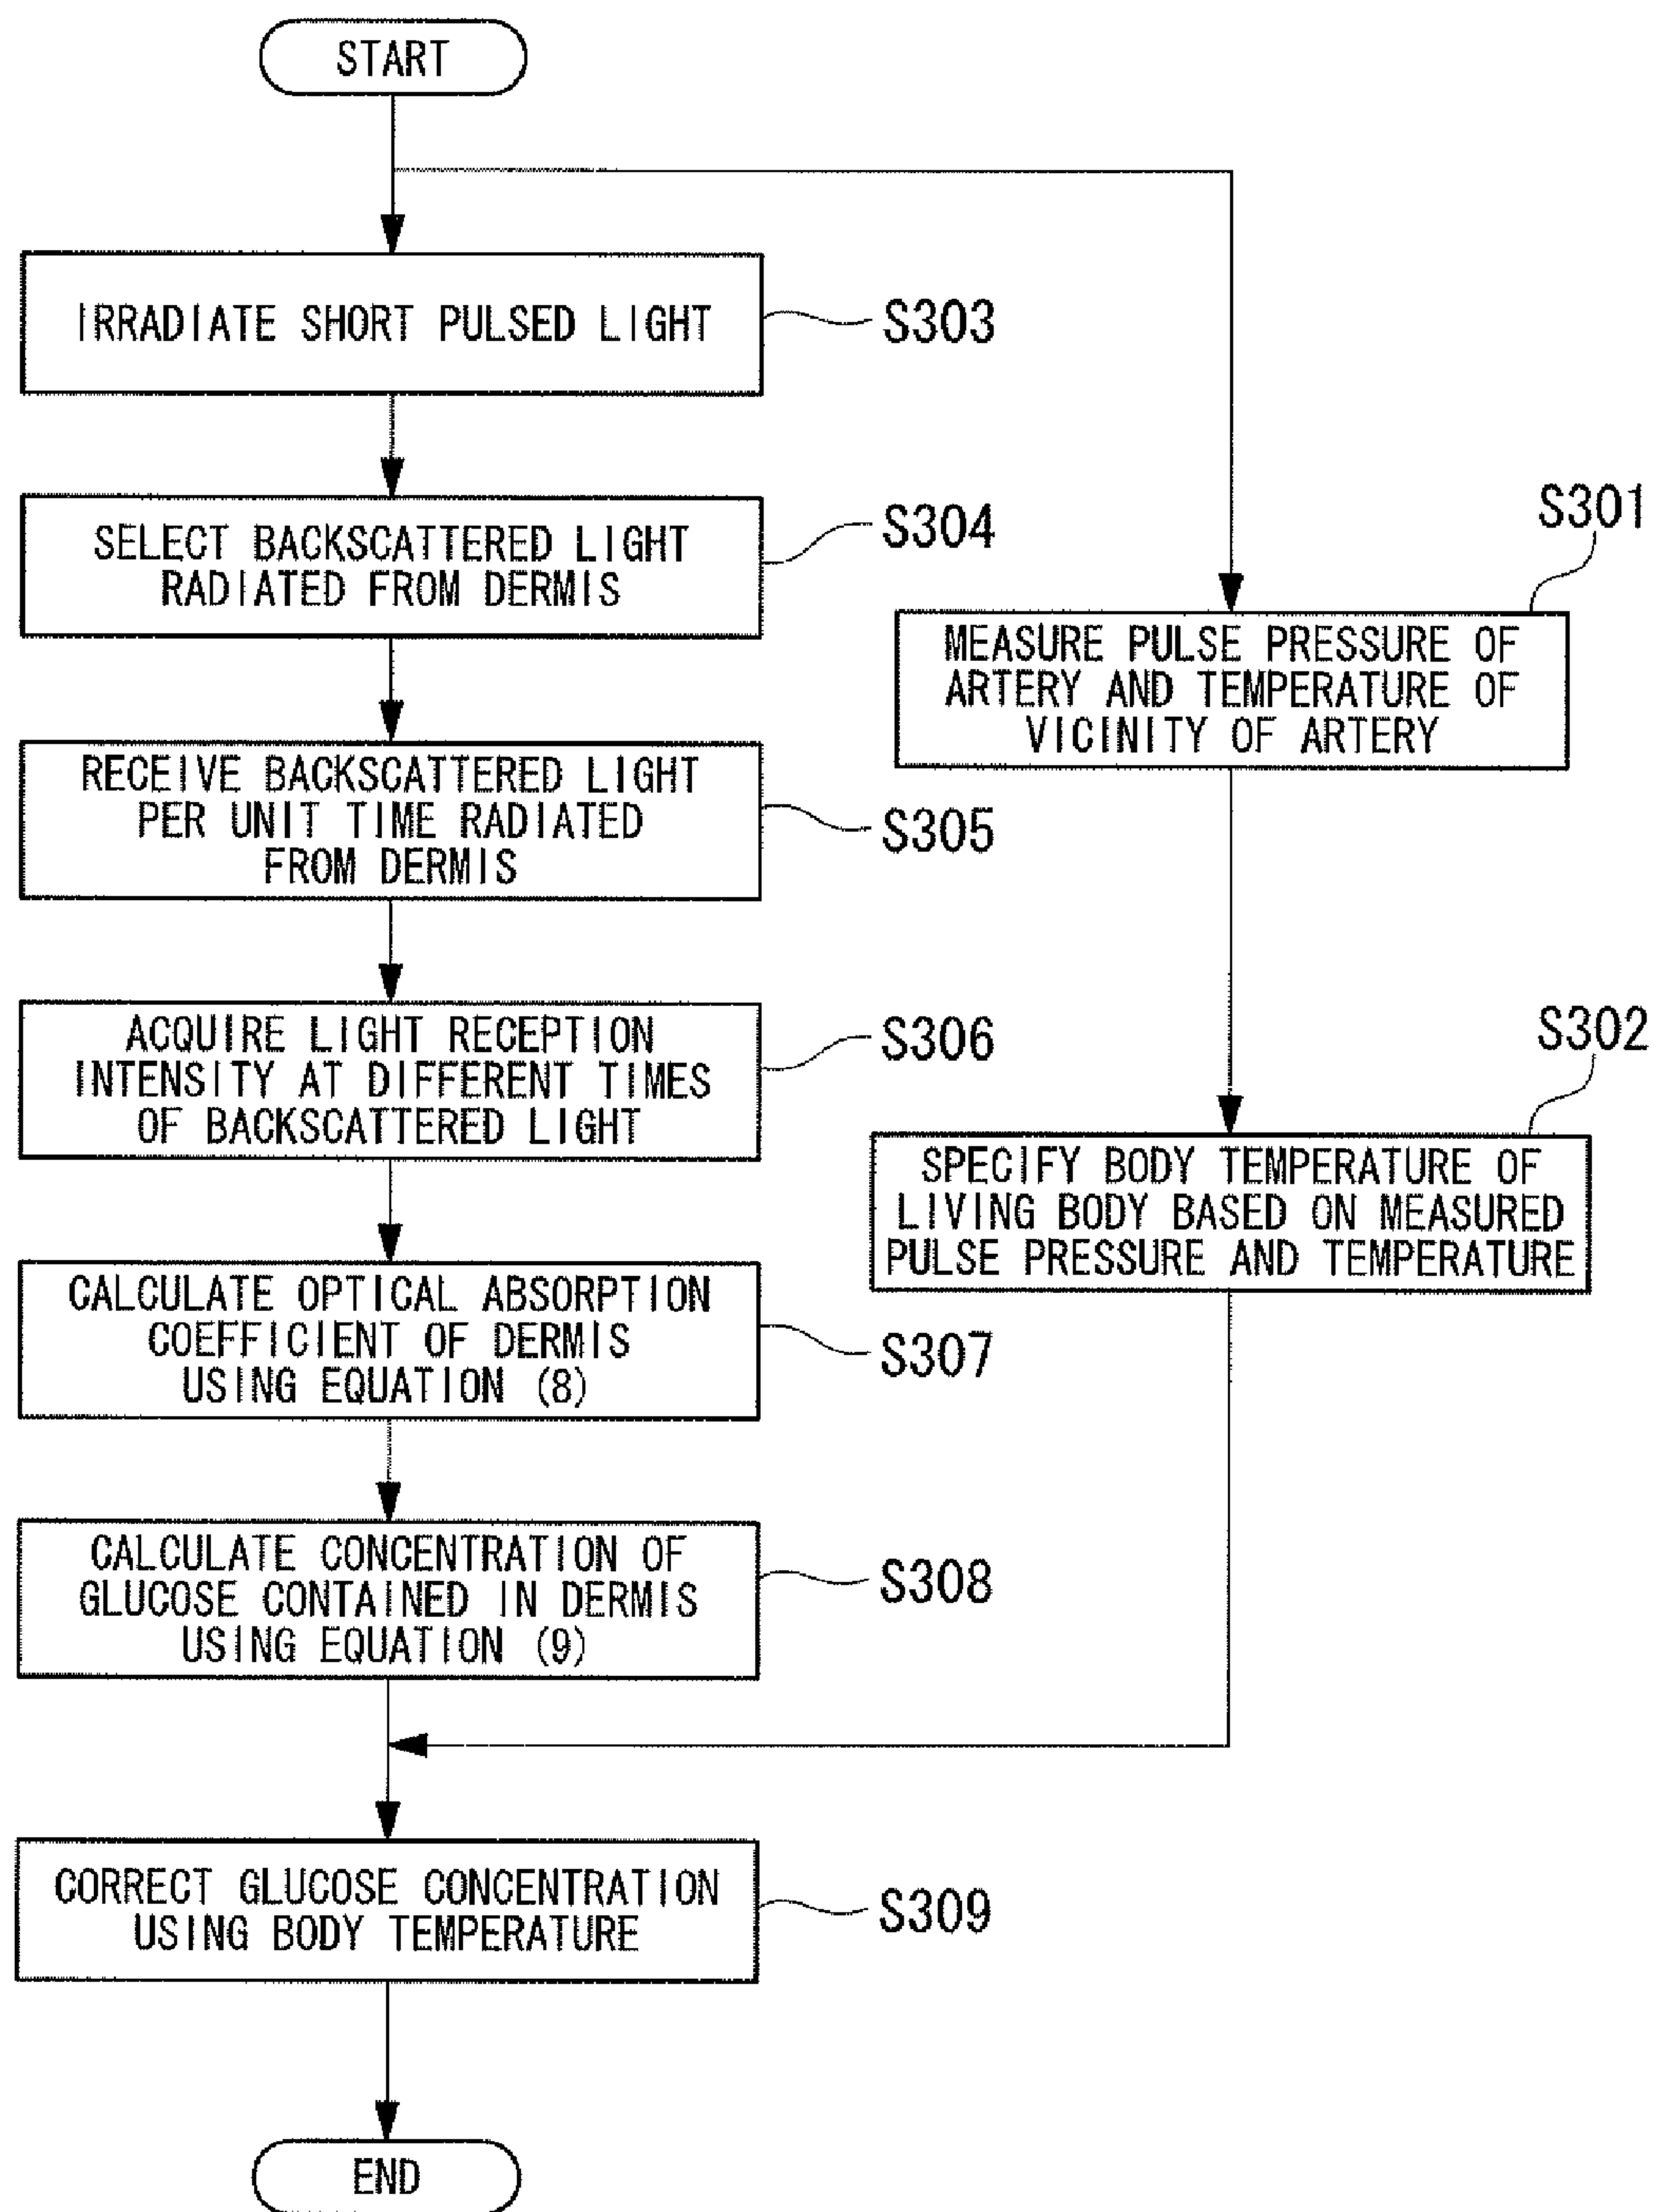 START
IRRADIATE SHORT PULSED LIGHT
S303
SELECT BACKSCATTERED LIGHT
RADIATED FROM DERMIS
S304
RECEIVE BACKSCATTERED LIGHT
PER UNIT TIME RADIATED
FROM DERMIS
S305
ACQUIRE LIGHT RECEPTION
INTENSITY AT DIFFERENT TIMES
OF BACKSCATTERED LIGHT
S306
CALCULATE OPTICAL ABSORPTION
COEFFICIENT OF DERMIS
USING EQUATION (8)
S307
CALCULATE CONCENTRATION OF
GLUCOSE CONTAINED IN DERMIS
USING EQUATION (9)
S308
S301
MEASURE PULSE PRESSURE OF
ARTERY AND TEMPERATURE OF
VICINITY OF ARTERY
S302
SPECIFY BODY TEMPERATURE OF
LIVING BODY BASED ON MEASURED
PULSE PRESSURE AND TEMPERATURE
CORRECT GLUCOSE CONCENTRATION
USING BODY TEMPERATURE
S309
END